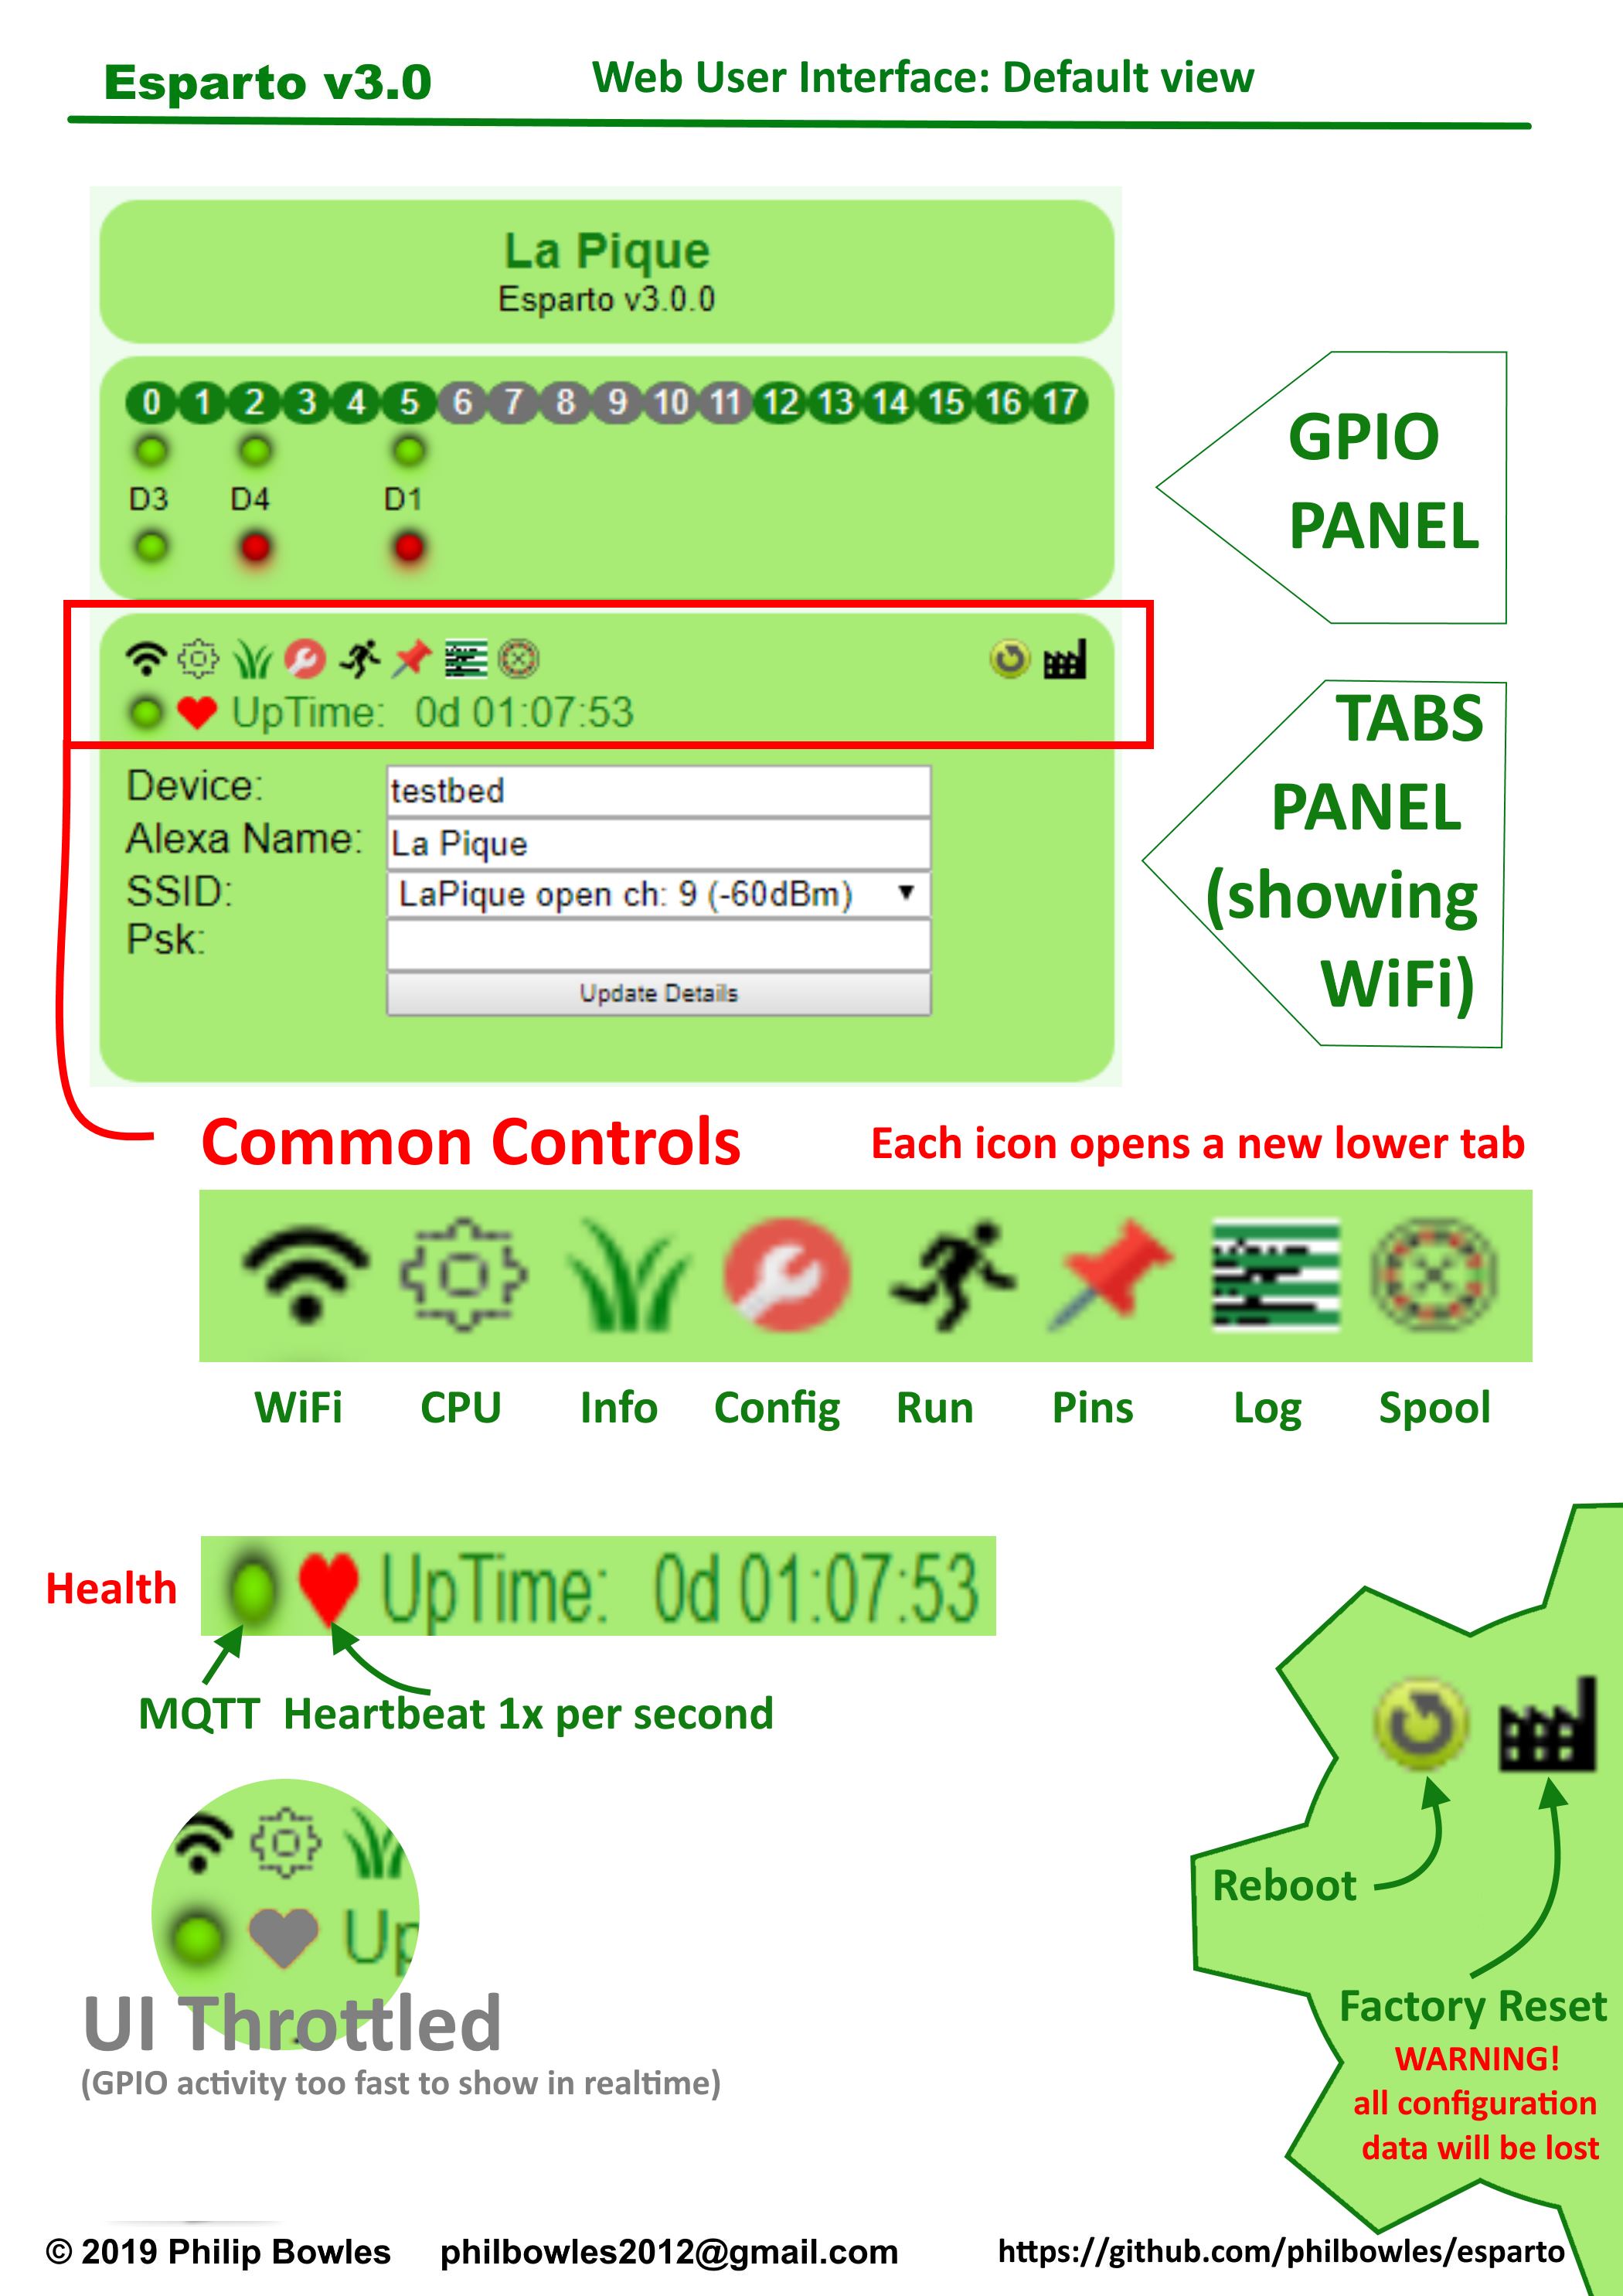 Esparto v3.0
Web User Interface: Default view
La Pique
Esparto v3.0.0
0 1 2 3 4 5 6 7 8 9 10 11 12 13 14 15 16 17
D3 D4 D1
GPIO
PANEL
UpTime: 0d 01:07:53
Device: testbed
Alexa Name: La Pique
SSID: LaPique open ch: 9 (-60dBm)
Psk:
Update Details
TABS
PANEL
(showing
WiFi)
Common Controls
Each icon opens a new lower tab
WiFi CPU Info Config Run Pins Log Spool
Health
UpTime: 0d 01:07:53
MQTT Heartbeat 1x per second
Up
UI Throttled
(GPIO activity too fast to show in realtime)
Reboot
Factory Reset
WARNING!
all configuration
data will be lost
© 2019 Philip Bowles philbowles2012@gmail.com https://github.com/philbowles/esparto